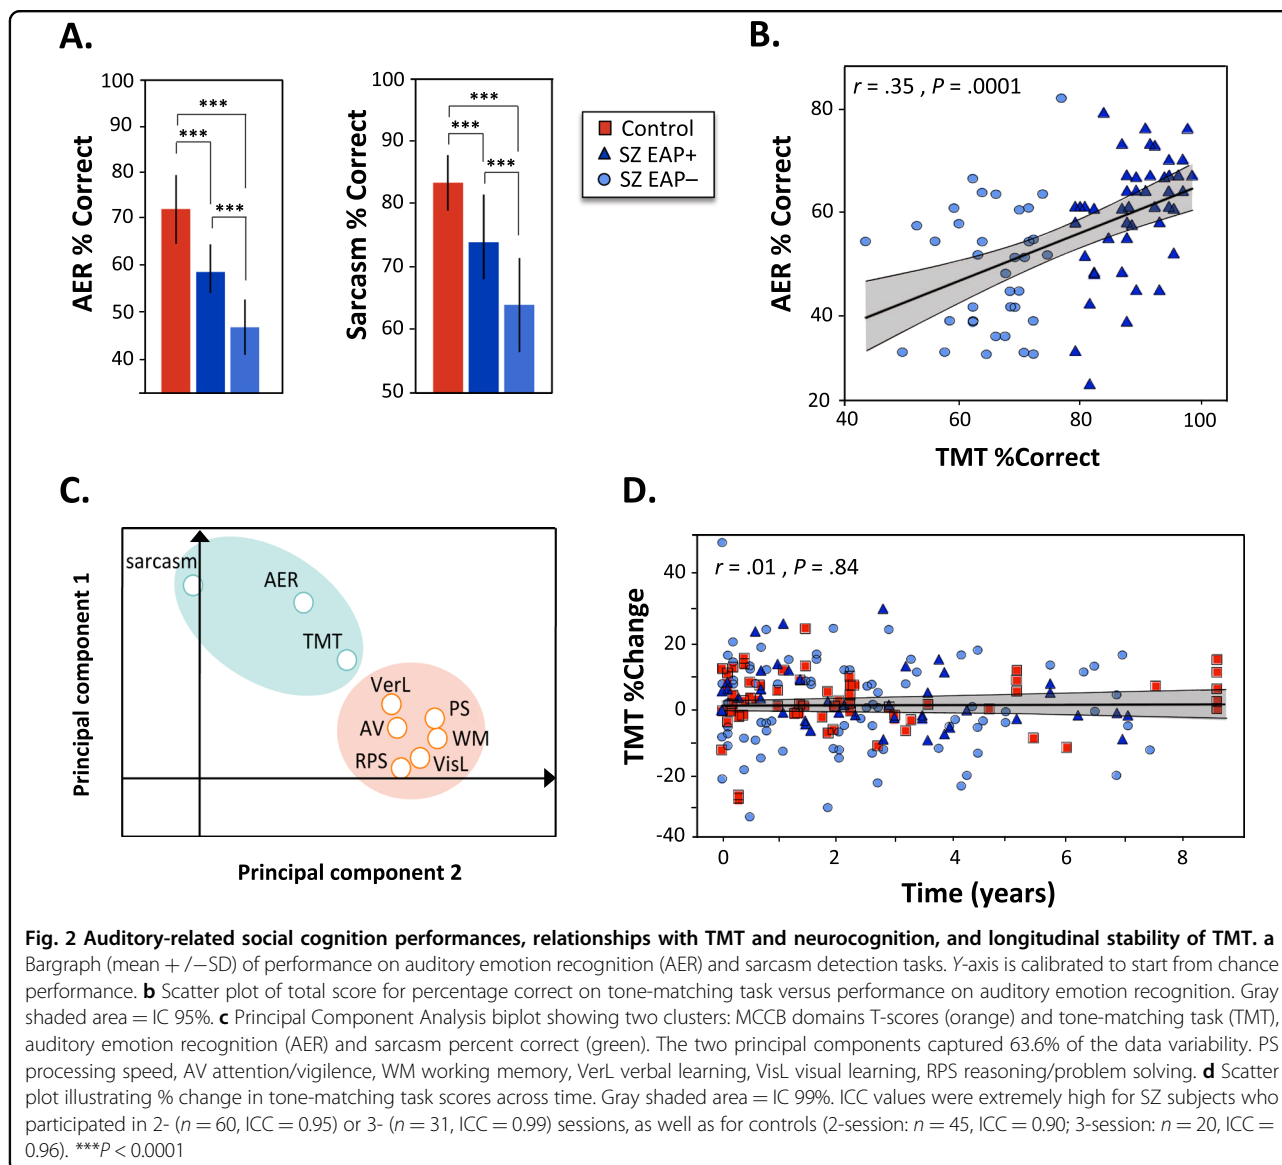 A.
100
90
80
70
60
50
40
AER % Correct
***
***
***
100
90
80
70
60
50
Sarcasm % Correct
***
***
***
Control
SZ EAP+
SZ EAP−
B.
r = .35 , P = .0001
80
60
40
20
AER % Correct
40
60
80
100
TMT %Correct
C.
sarcasm
AER
TMT
VerL
PS
AV
WM
RPS
VisL
Principal component 1
Principal component 2
D.
r = .01 , P = .84
40
20
0
-20
-40
TMT %Change
0
2
4
6
8
Time (years)
Fig. 2 Auditory-related social cognition performances, relationships with TMT and neurocognition, and longitudinal stability of TMT. a
Bargraph (mean + /−SD) of performance on auditory emotion recognition (AER) and sarcasm detection tasks. Y-axis is calibrated to start from chance
performance. b Scatter plot of total score for percentage correct on tone-matching task versus performance on auditory emotion recognition. Gray
shaded area = IC 95%. c Principal Component Analysis biplot showing two clusters: MCCB domains T-scores (orange) and tone-matching task (TMT),
auditory emotion recognition (AER) and sarcasm percent correct (green). The two principal components captured 63.6% of the data variability. PS
processing speed, AV attention/vigilence, WM working memory, VerL verbal learning, VisL visual learning, RPS reasoning/problem solving. d Scatter
plot illustrating % change in tone-matching task scores across time. Gray shaded area = IC 99%. ICC values were extremely high for SZ subjects who
participated in 2- (n = 60, ICC = 0.95) or 3- (n = 31, ICC = 0.99) sessions, as well as for controls (2-session: n = 45, ICC = 0.90; 3-session: n = 20, ICC =
0.96). ***P < 0.0001